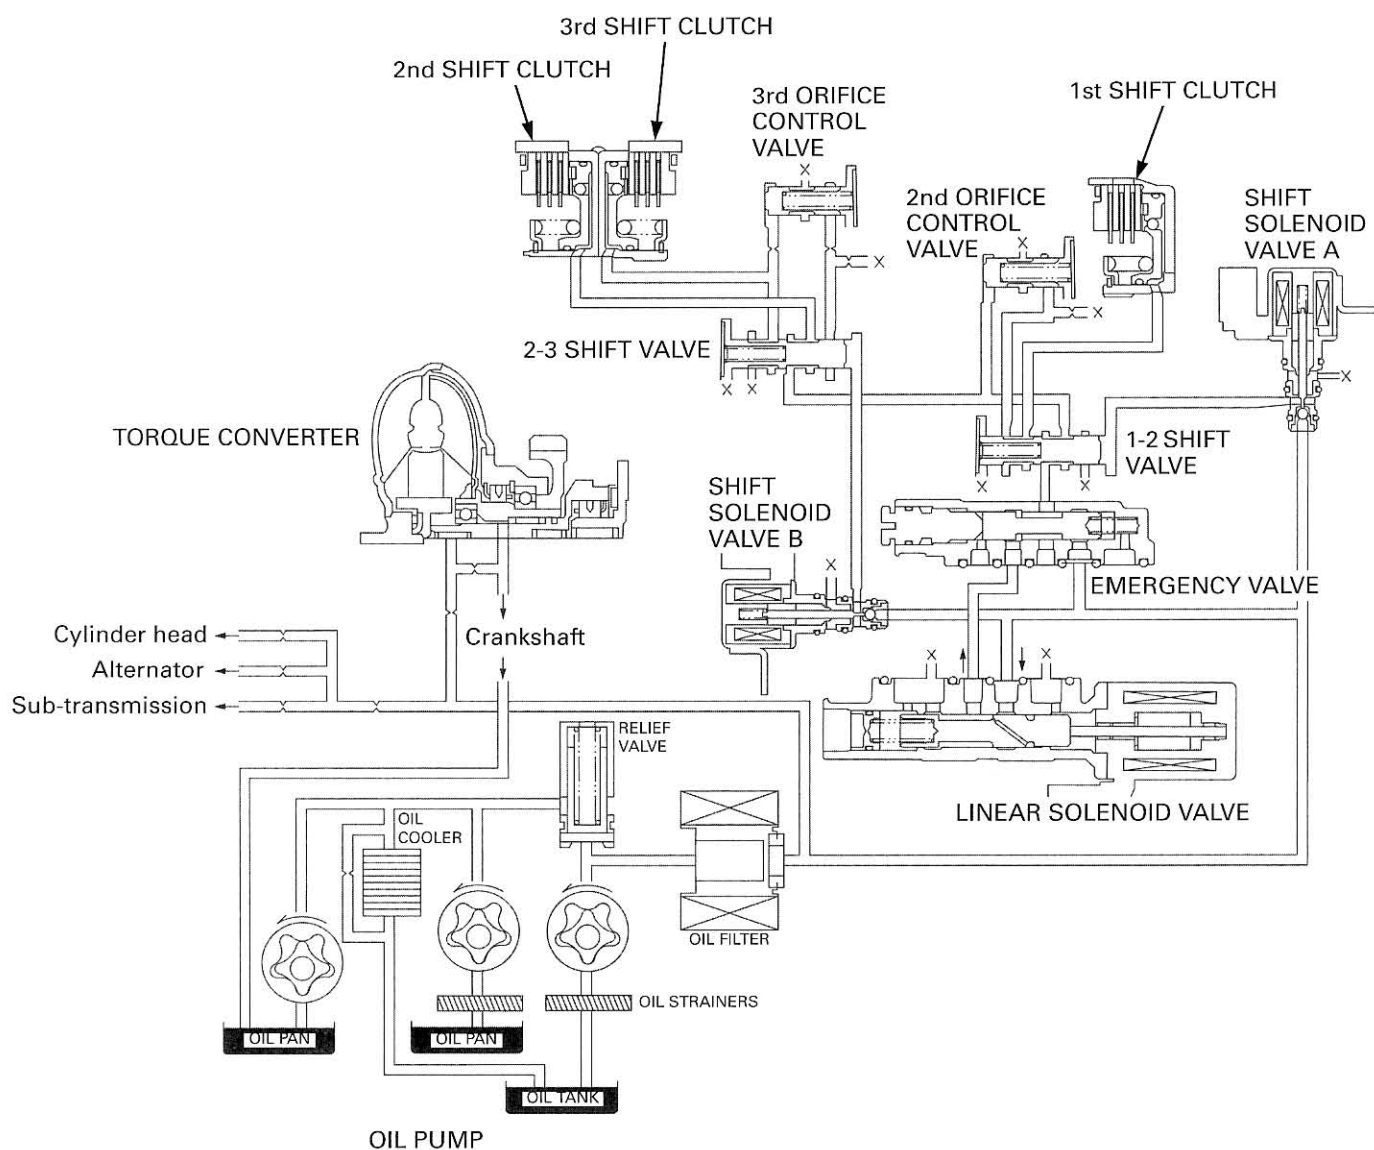 3rd SHIFT CLUTCH
2nd SHIFT CLUTCH
3rd ORIFICE
CONTROL
VALVE
1st SHIFT CLUTCH
2nd ORIFICE
CONTROL
VALVE
SHIFT
SOLENOID
VALVE A
X
X
X
X
X
2-3 SHIFT VALVE
X
X
TORQUE CONVERTER
1-2 SHIFT
VALVE
X
X
SHIFT
SOLENOID
VALVE B
X
EMERGENCY VALVE
Cylinder head
Crankshaft
Alternator
X
X
Sub-transmission
RELIEF
VALVE
LINEAR SOLENOID VALVE
OIL
COOLER
OIL FILTER
OIL STRAINERS
OIL PAN
OIL PAN
OIL TANK
OIL PUMP